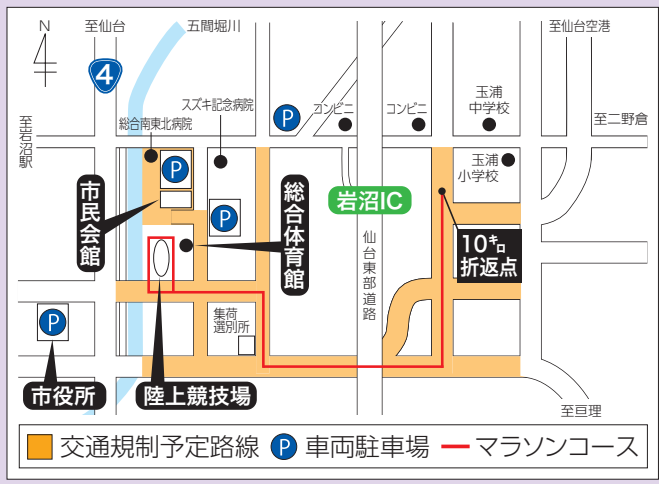 N
至仙台
五間堀川
至仙台空港
4
至岩沼駅
総合南東北病院
スズキ記念病院
P
コンビニ
コンビニ
玉浦
中学校
至二野倉
P
玉浦
小学校
市民会館
P
総合体育館
岩沼IC
仙台東部道路
10キロ
折返点
P
集荷
選別所
市役所
陸上競技場
至亘理
交通規制予定路線
P 車両駐車場
マラソンコース